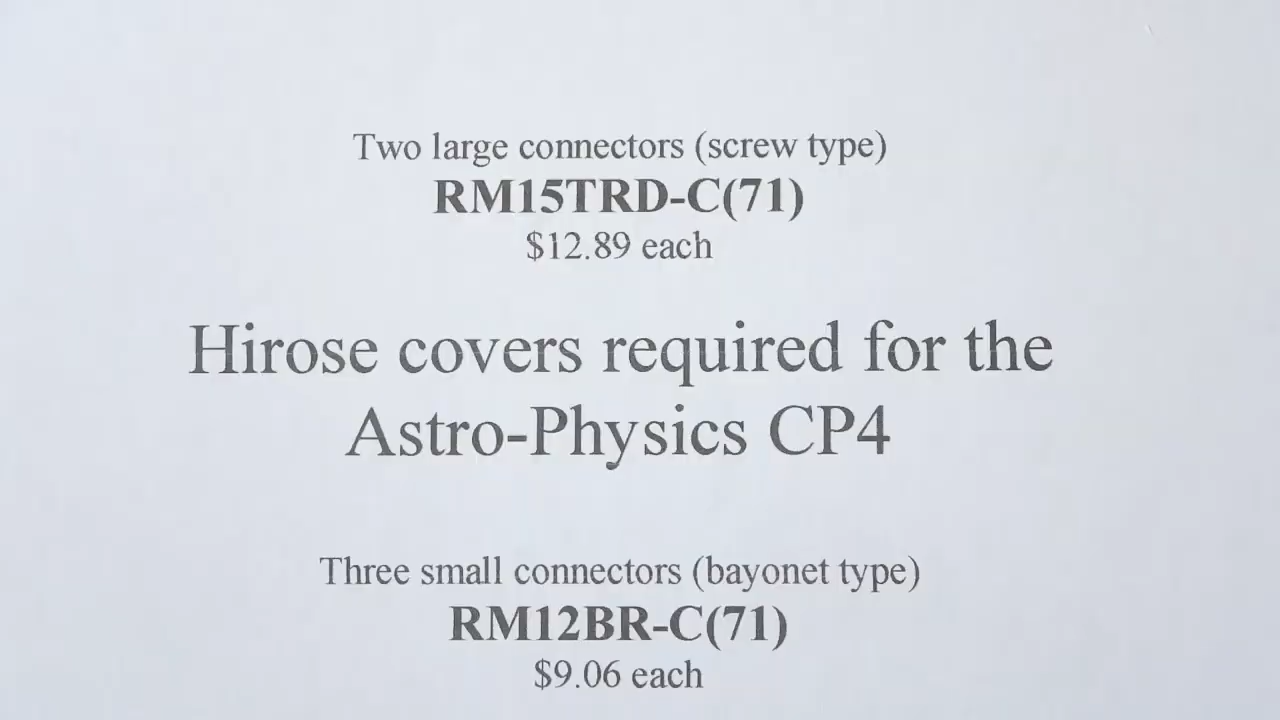 Two large connectors (screw type)
RM15TRD-C(71)
$12.89 each
Hirose covers required for the
Astro-Physics CP4
Three small connectors (bayonet type)
RM12BR-C(71)
$9.06 each